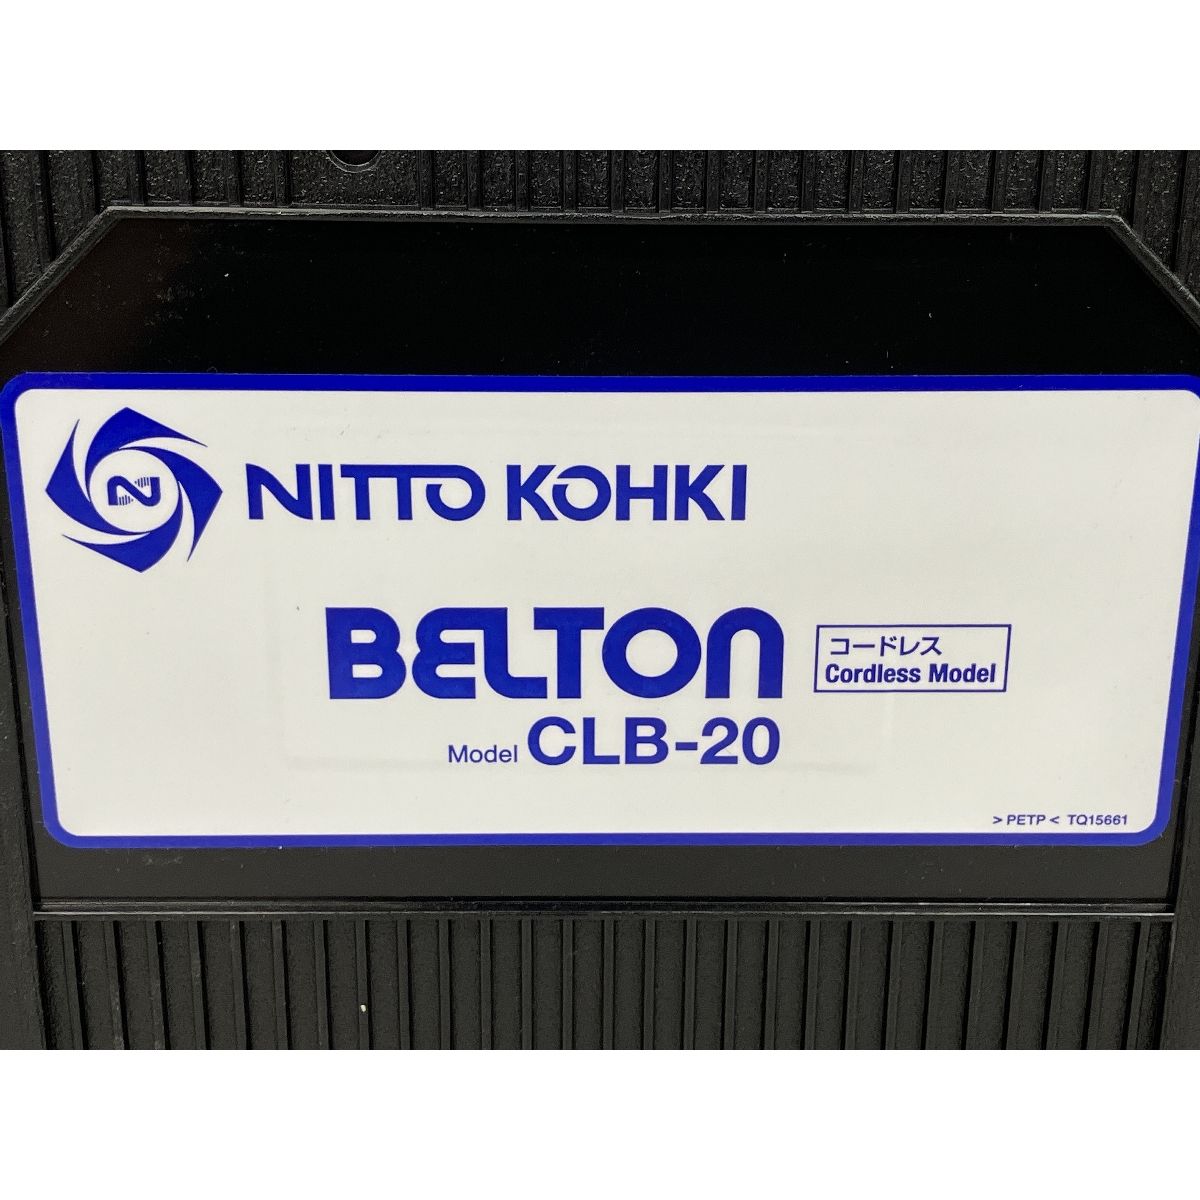 N
NITTO KOHKI
BELTON
コードレス
Cordless Model
Model CLB-20
>PETP< TQ15661